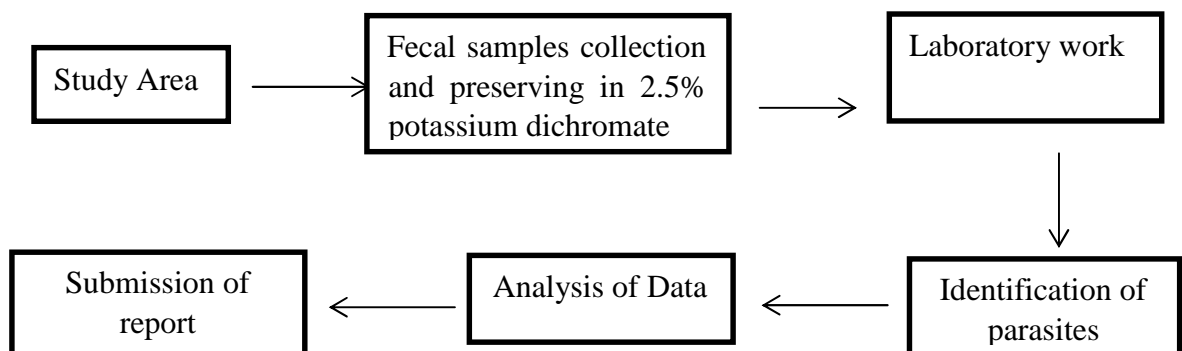 Study Area
Fecal samples collection
and preserving in 2.5%
potassium dichromate
Laboratory work
Identification of
parasites
Analysis of Data
Submission of
report